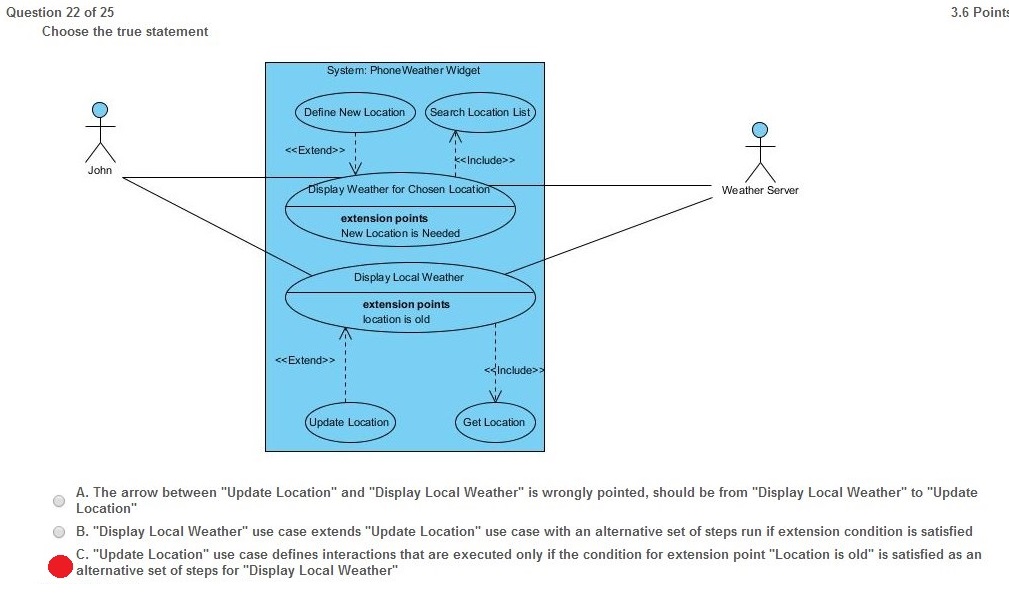 Question 22 of 25
3.6 Points
Choose the true statement
System: PhoneWeather Widget
Define New Location
Search Location List
<<Extend>>
<<Include>>
John
Display Weather for Chosen Location
Weather Server
extension points
New Location is Needed
Display Local Weather
extension points
location is old
<<Extend>>
<<Include>>
Update Location
Get Location
A. The arrow between "Update Location" and "Display Local Weather" is wrongly pointed, should be from "Display Local Weather" to "Update
Location"
B. "Display Local Weather" use case extends "Update Location" use case with an alternative set of steps run if extension condition is satisfied
C. "Update Location" use case defines interactions that are executed only if the condition for extension point "Location is old" is satisfied as an
alternative set of steps for "Display Local Weather"